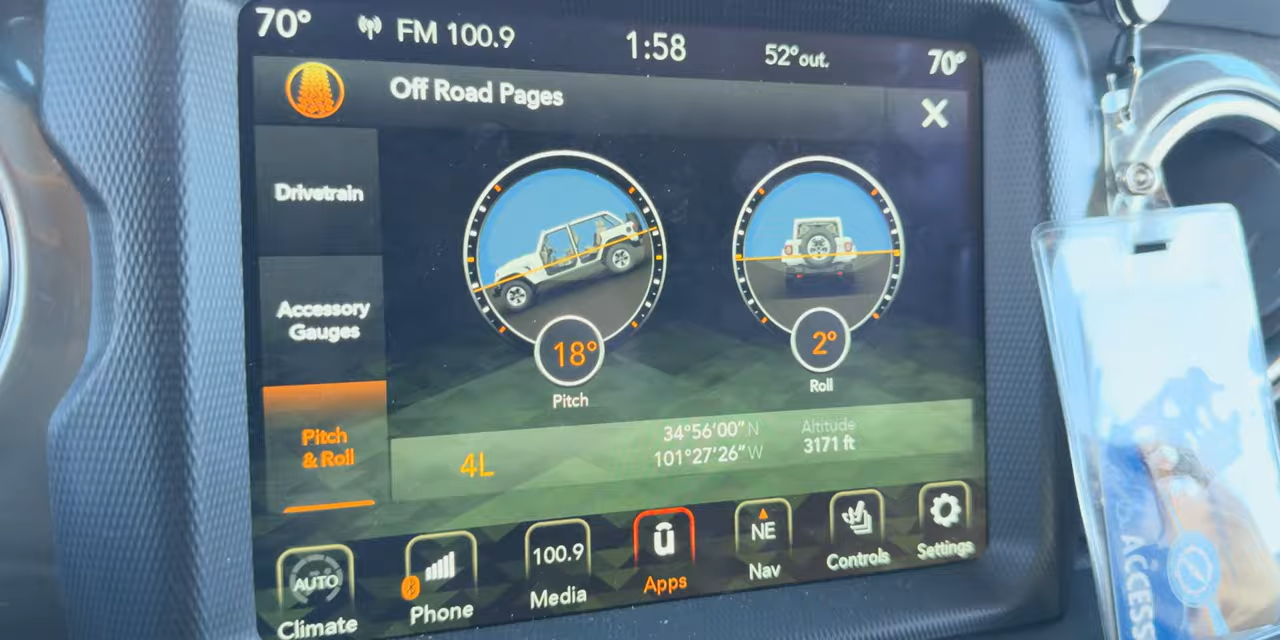 70° FM 100.9 1:58 52°out. 70°
Off Road Pages X
Drivetrain
Accessory
Gauges
Pitch
& Roll
18°
Pitch
2°
Roll
4L
34°56'00"N
101°27'26"W
Altitude
3171 ft
AUTO
Climate
Phone
100.9
Media
Apps
NE
Nav
Controls
Settings
ACCESS